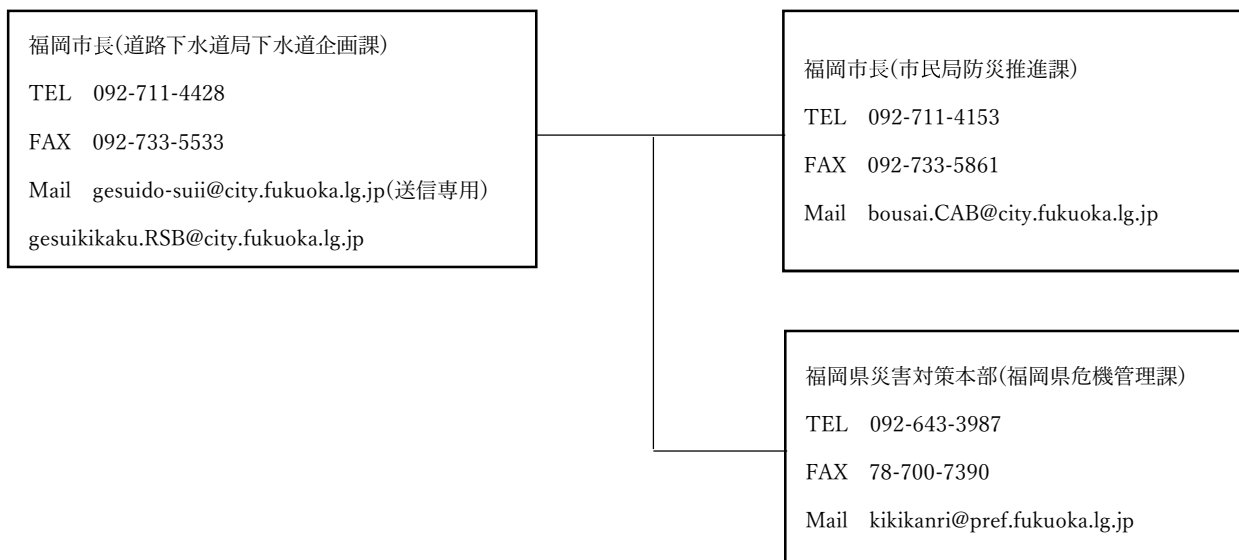 福岡市長(道路下水道局下水道企画課)
TEL　092-711-4428
FAX　092-733-5533
Mail　gesuido-suii@city.fukuoka.lg.jp(送信専用)
gesuikikaku.RSB@city.fukuoka.lg.jp
福岡市長(市民局防災推進課)
TEL　092-711-4153
FAX　092-733-5861
Mail　bousai.CAB@city.fukuoka.lg.jp
福岡県災害対策本部(福岡県危機管理課)
TEL　092-643-3987
FAX　78-700-7390
Mail　kikikanri@pref.fukuoka.lg.jp